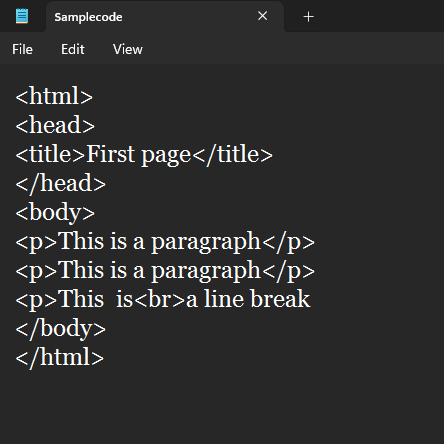 Samplecode
File Edit View
<html>
<head>
<title>First page</title>
</head>
<body>
<p>This is a paragraph</p>
<p>This is a paragraph</p>
<p>This  is<br>a line break
</body>
</html>